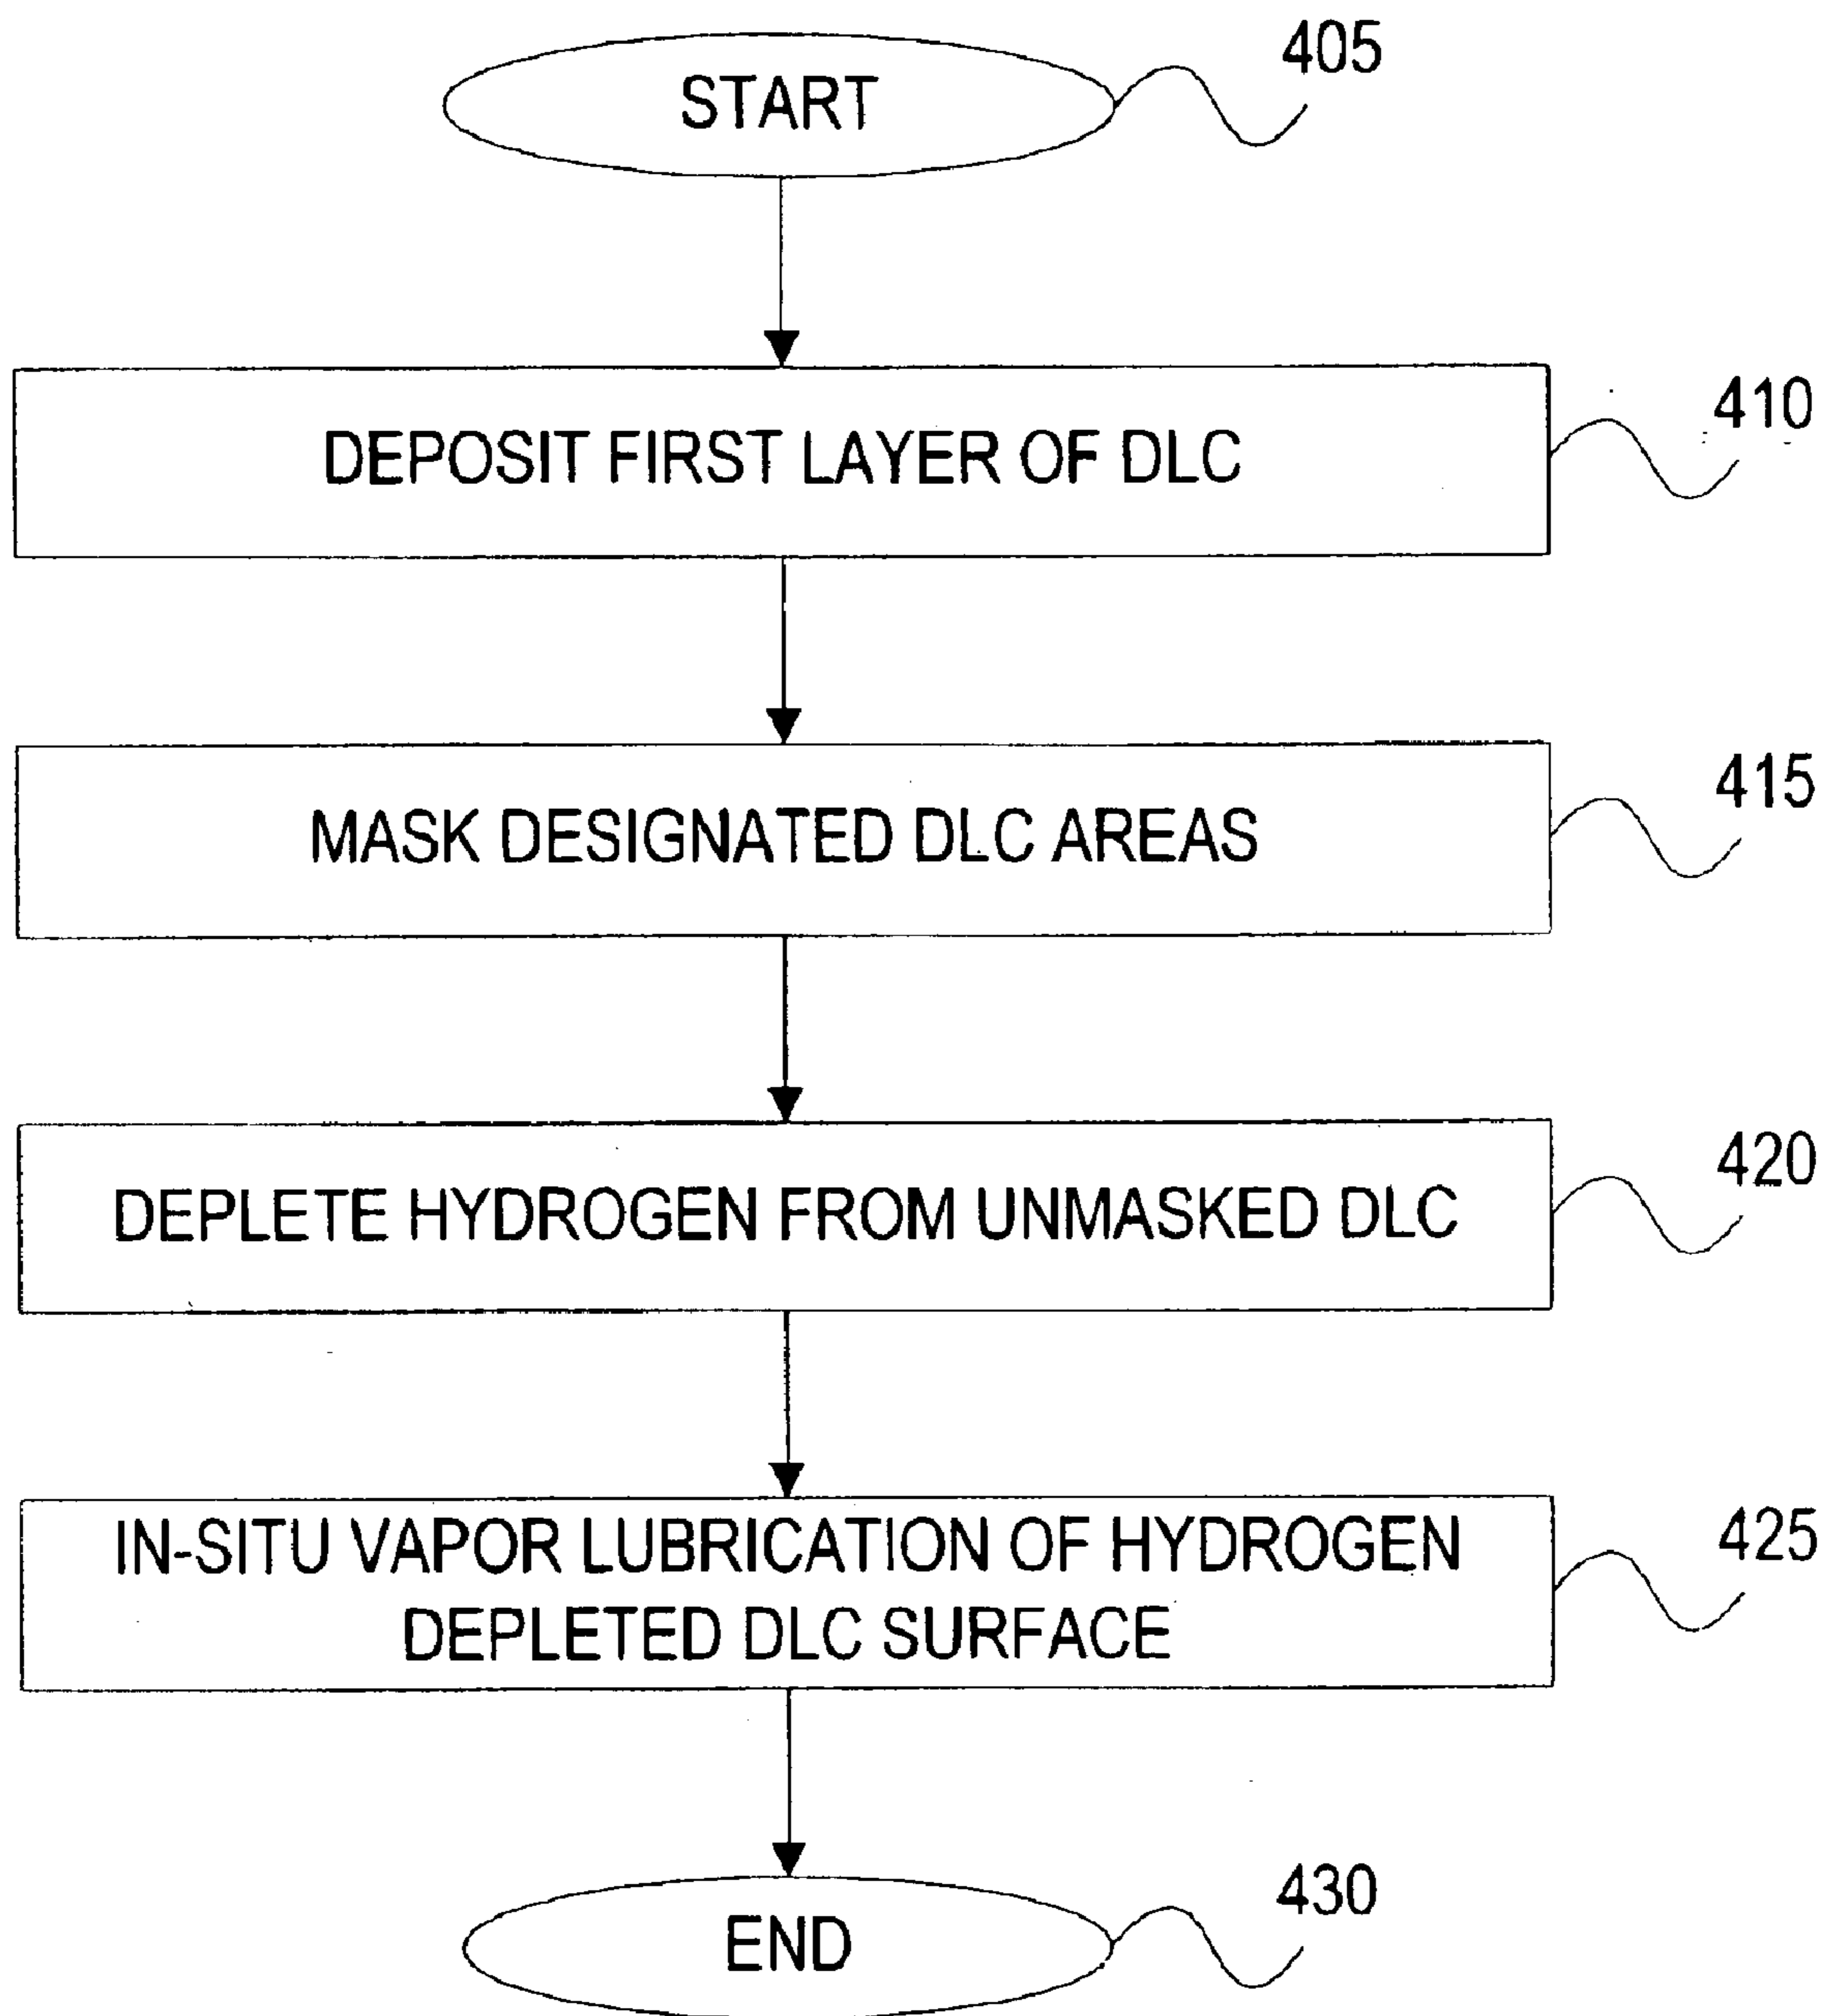 START
405
DEPOSIT FIRST LAYER OF DLC
410
MASK DESIGNATED DLC AREAS
415
DEPLETE HYDROGEN FROM UNMASKED DLC
420
IN-SITU VAPOR LUBRICATION OF HYDROGEN
DEPLETED DLC SURFACE
425
END
430